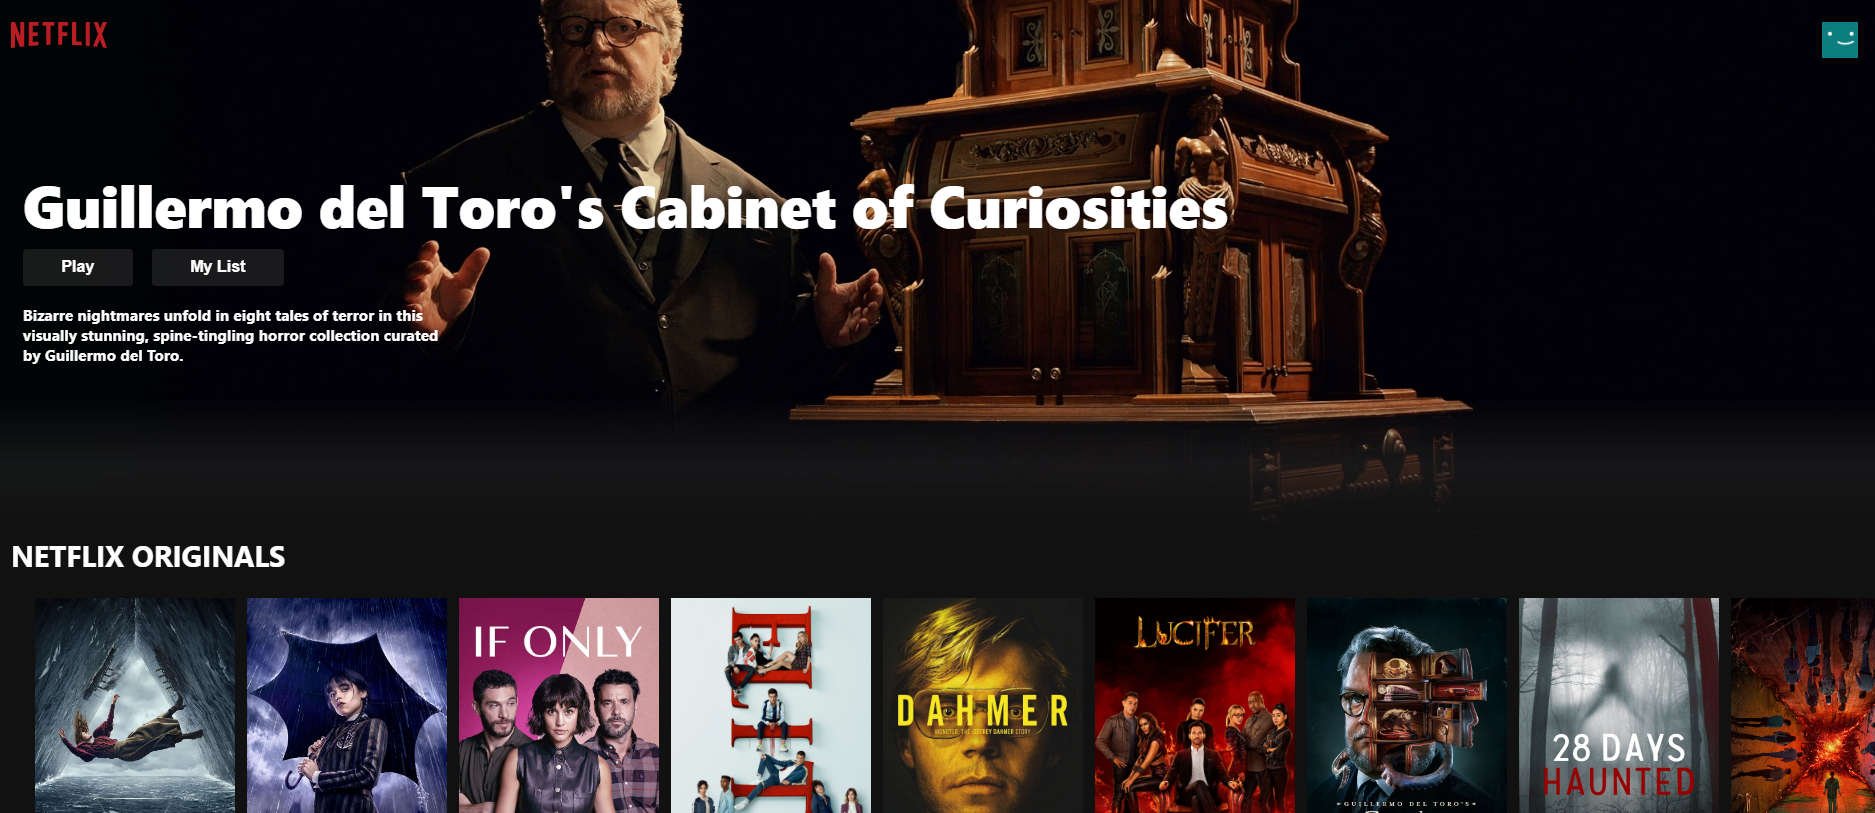 NETFLIX
Guillermo del Toro's Cabinet of Curiosities
Play
My List
Bizarre nightmares unfold in eight tales of terror in this
visually stunning, spine-tingling horror collection curated
by Guillermo del Toro.
NETFLIX ORIGINALS
IF ONLY
DAHMER
MONSTER: THE JEFFREY DAHMER STORY
LUCIFER
GUILLERMO DEL TORO'S
28 DAYS
HAUNTED